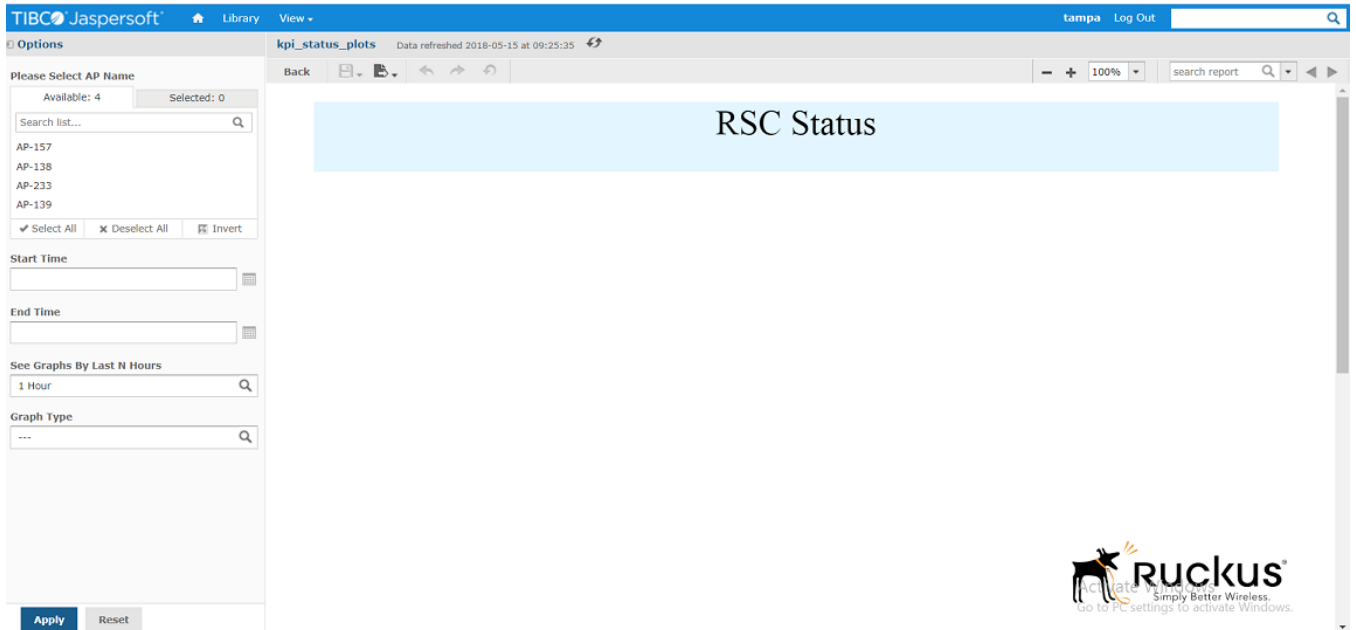 TIBCO Jaspersoft® Library View tampa Log Out
Options
kpi_status_plots Data refreshed 2018-05-15 at 09:25:35
Back 100% search report
Please Select AP Name
Available: 4 Selected: 0
Search list...
AP-157
AP-138
AP-233
AP-139
Select All Deselect All Invert
Start Time
End Time
See Graphs By Last N Hours
1 Hour
Graph Type
---
Apply Reset
RSC Status
RUCKUS®
Simply Better Wireless.
Activate Windows
Go to PC settings to activate Windows.